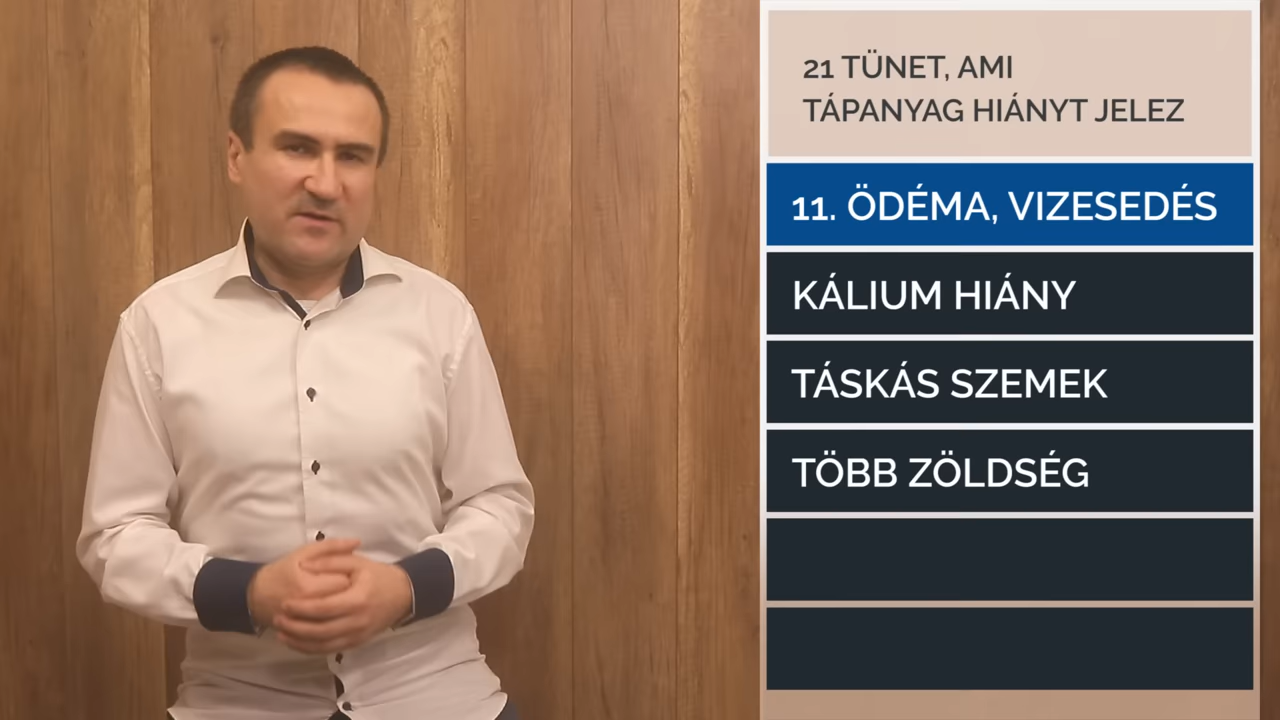 21 TÜNET, AMI
TÁPANYAG HIÁNYT JELEZ
11. ÖDÉMA, VIZESEDÉS
KÁLIUM HIÁNY
TÁSKÁS SZEMEK
TÖBB ZÖLDSÉG